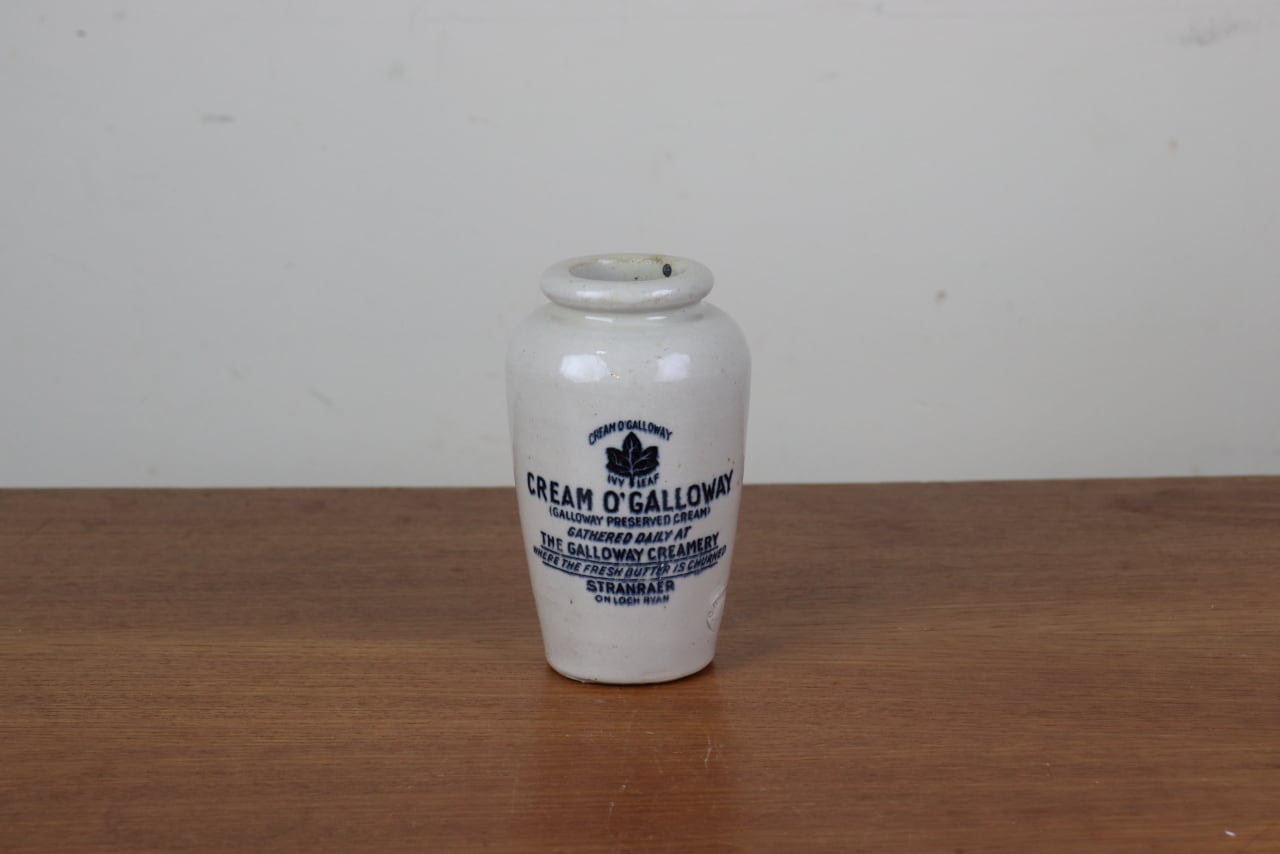 CREAM O'GALLOWAY
IVY LEAF
CREAM O'GALLOWAY
(GALLOWAY PRESERVED CREAM)
GATHERED DAILY AT
THE GALLOWAY CREAMERY
WHERE THE FRESH BUTTER IS CHURNED
STRANRAER
ON LOCH RYAN